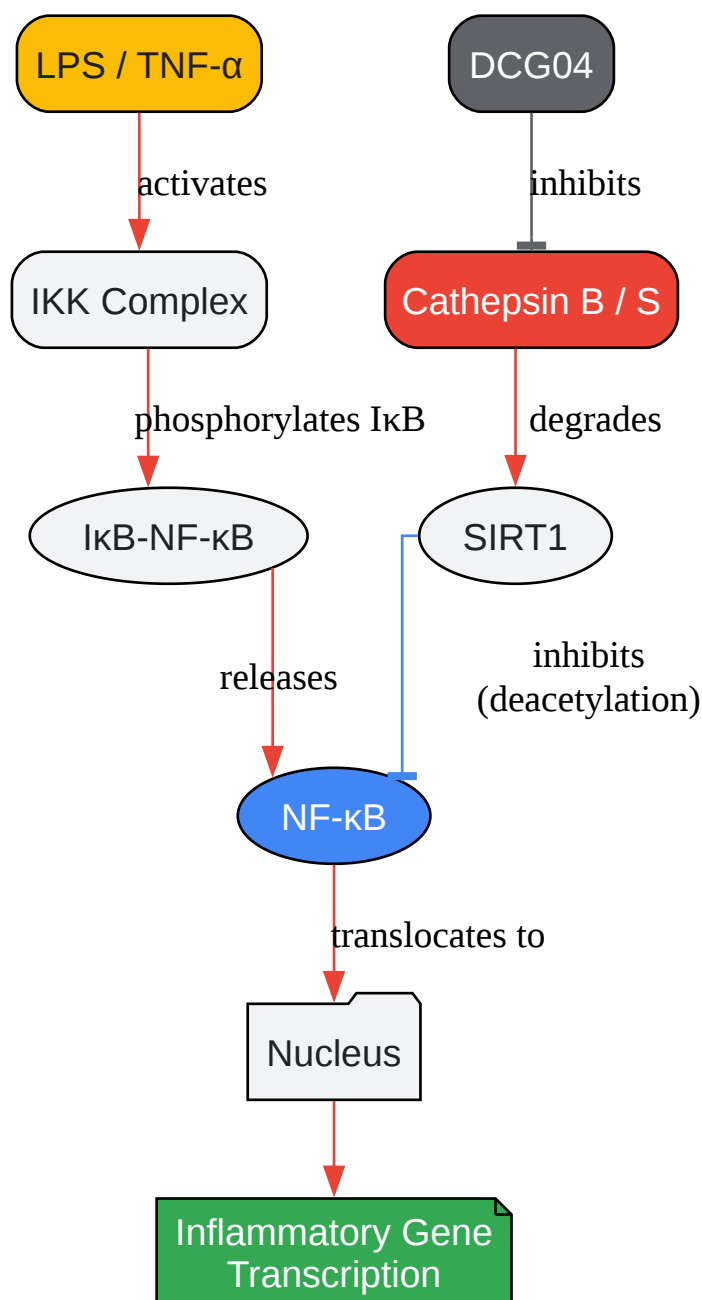 LPS / TNF-α
DCG04
activates
inhibits
IKK Complex
Cathepsin B / S
phosphorylates IκB
degrades
IκB-NF-κB
SIRT1
releases
inhibits
(deacetylation)
NF-κB
translocates to
Nucleus
Inflammatory Gene
Transcription